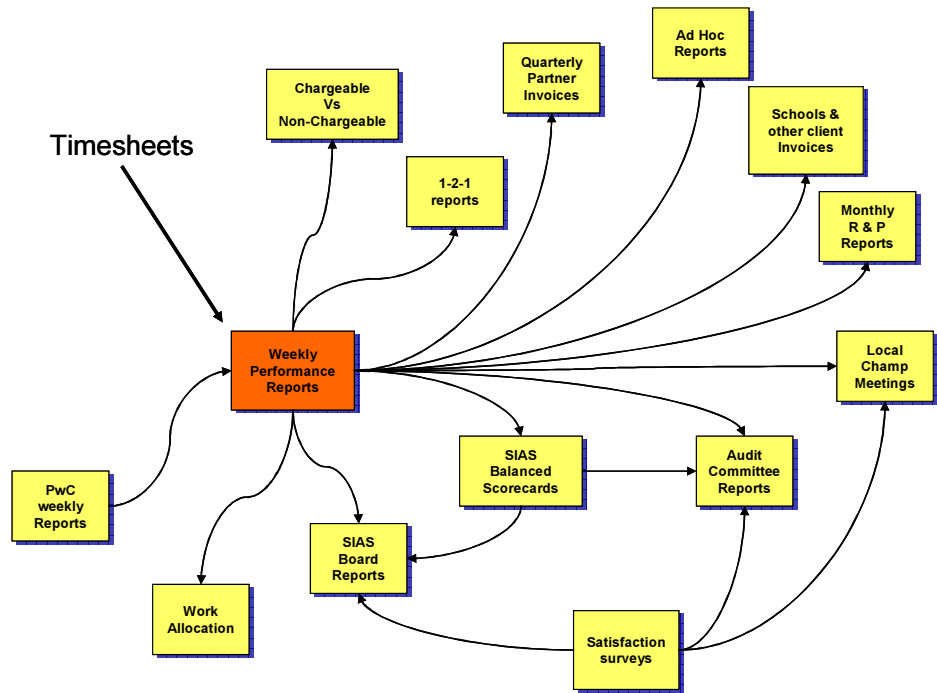 Ad Hoc
Reports
Quarterly
Partner
Invoices
Chargeable
Vs
Non-Chargeable
Schools &
other client
Invoices
Timesheets
1-2-1
reports
Monthly
R & P
Reports
Weekly
Performance
Reports
Local
Champ
Meetings
SIAS
Balanced
Scorecards
Audit
Committee
Reports
PwC
weekly
Reports
SIAS
Board
Reports
Work
Allocation
Satisfaction
surveys